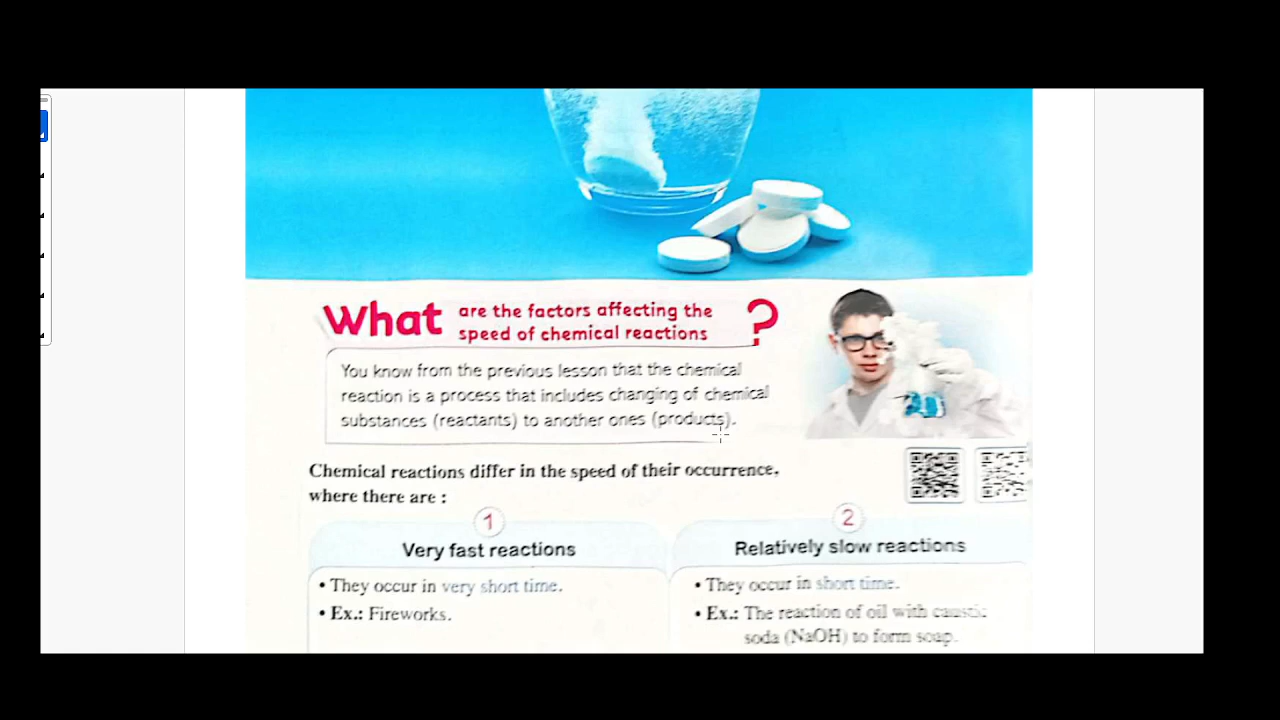 What are the factors affecting the
speed of chemical reactions ?
You know from the previous lesson that the chemical
reaction is a process that includes changing of chemical
substances (reactants) to another ones (products).
Chemical reactions differ in the speed of their occurrence,
where there are :
1
Very fast reactions
• They occur in very short time.
• Ex.: Fireworks.
2
Relatively slow reactions
• They occur in short time.
• Ex.: The reaction of oil with caustic
soda (NaOH) to form soap.